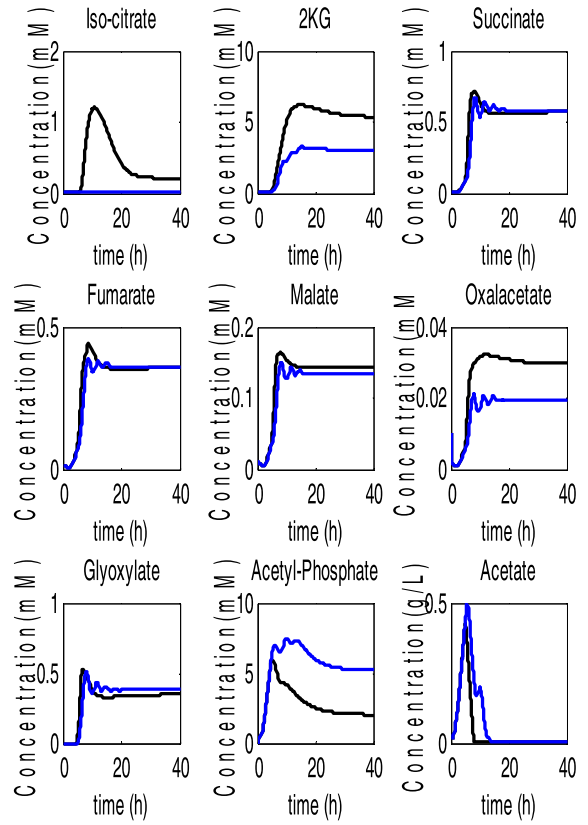 Iso-citrate 2KG Succinate
Concentration (mM) 2 1 0 0 20 40 time (h)
Concentration (mM) 10 5 0 0 20 40 time (h)
Concentration (mM) 1 0.5 0 0 20 40 time (h)
Fumarate Malate Oxalacetate
Concentration (mM) 0.5 0 0 20 40 time (h)
Concentration (mM) 0.2 0.1 0 0 20 40 time (h)
Concentration (mM 0.04 0.02 0 0 20 40 time (h)
Glyoxylate Acetyl-Phosphate Acetate
Concentration (mM) 1 0.5 0 0 20 40 time (h)
Concentration (mM) 10 5 0 0 20 40 time (h)
Concentration (g/L) 0.5 0 0 20 40 time (h)